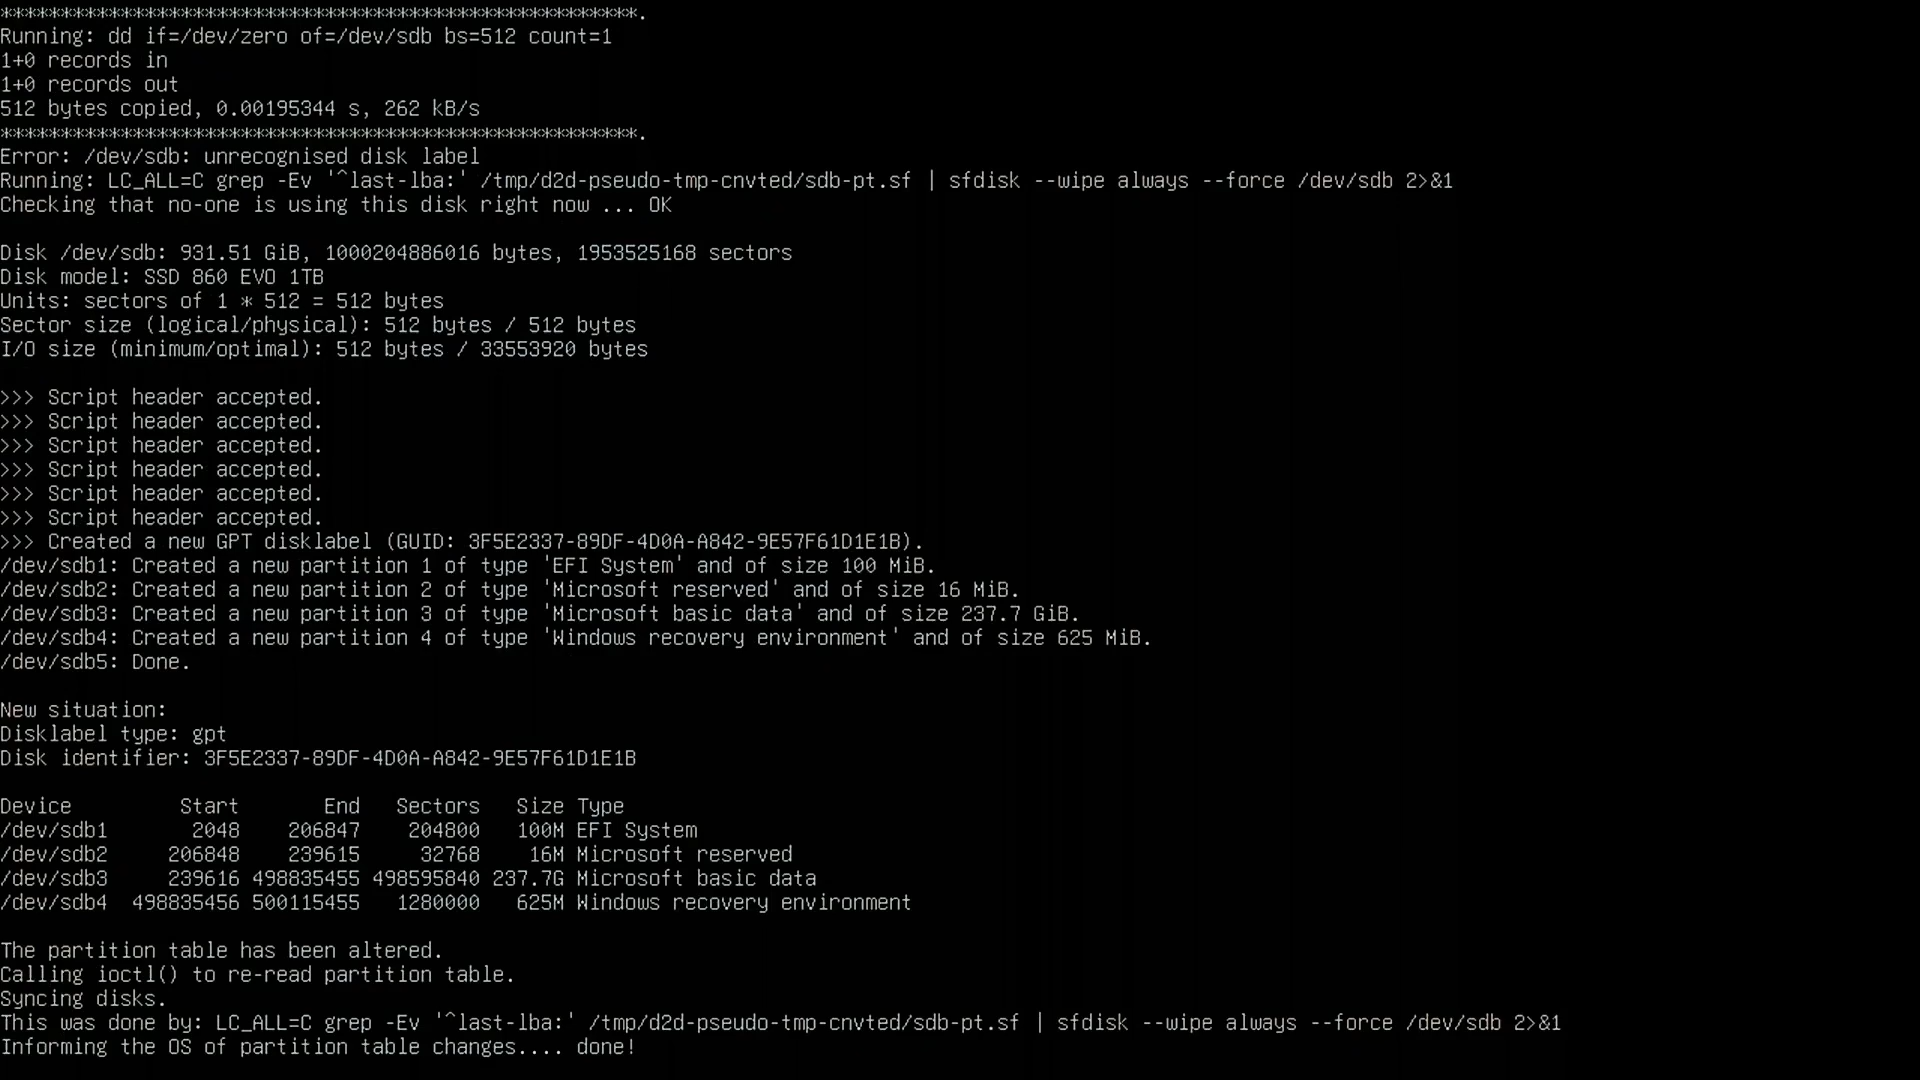 *****************************************************.
Running: dd if=/dev/zero of=/dev/sdb bs=512 count=1
1+0 records in
1+0 records out
512 bytes copied, 0.00195344 s, 262 kB/s
*****************************************************.
Error: /dev/sdb: unrecognised disk label
Running: LC_ALL=C grep -Ev '^last-lba:' /tmp/d2d-pseudo-tmp-cnvted/sdb-pt.sf | sfdisk --wipe always --force /dev/sdb 2>&1
Checking that no-one is using this disk right now ... OK
Disk /dev/sdb: 931.51 GiB, 1000204886016 bytes, 1953525168 sectors
Disk model: SSD 860 EVO 1TB
Units: sectors of 1 * 512 = 512 bytes
Sector size (logical/physical): 512 bytes / 512 bytes
I/O size (minimum/optimal): 512 bytes / 33553920 bytes
>>> Script header accepted.
>>> Script header accepted.
>>> Script header accepted.
>>> Script header accepted.
>>> Script header accepted.
>>> Script header accepted.
>>> Created a new GPT disklabel (GUID: 3F5E2337-89DF-4D0A-A842-9E57F61D1E1B).
/dev/sdb1: Created a new partition 1 of type 'EFI System' and of size 100 MiB.
/dev/sdb2: Created a new partition 2 of type 'Microsoft reserved' and of size 16 MiB.
/dev/sdb3: Created a new partition 3 of type 'Microsoft basic data' and of size 237.7 GiB.
/dev/sdb4: Created a new partition 4 of type 'Windows recovery environment' and of size 625 MiB.
/dev/sdb5: Done.
New situation:
Disklabel type: gpt
Disk identifier: 3F5E2337-89DF-4D0A-A842-9E57F61D1E1B
Device         Start       End   Sectors   Size Type
/dev/sdb1       2048    206847    204800   100M EFI System
/dev/sdb2     206848    239615     32768    16M Microsoft reserved
/dev/sdb3     239616 498835455 498595840 237.7G Microsoft basic data
/dev/sdb4  498835456 500115455   1280000   625M Windows recovery environment
The partition table has been altered.
Calling ioctl() to re-read partition table.
Syncing disks.
This was done by: LC_ALL=C grep -Ev '^last-lba:' /tmp/d2d-pseudo-tmp-cnvted/sdb-pt.sf | sfdisk --wipe always --force /dev/sdb 2>&1
Informing the OS of partition table changes.... done!